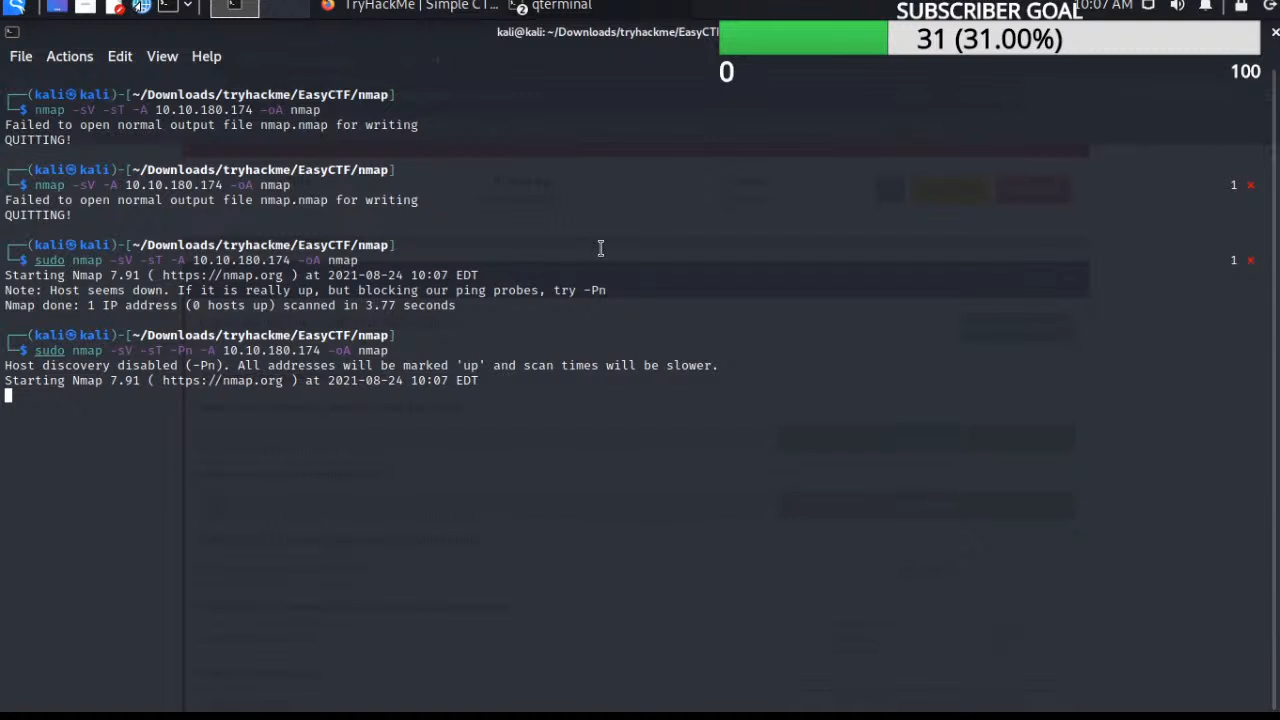 TryHackMe | Simple CT...
qterminal
10:07 AM
SUBSCRIBER GOAL
31 (31.00%)
0
100
kali@kali: ~/Downloads/tryhackme/EasyCTF
File Actions Edit View Help
┌──(kali㉿kali)-[~/Downloads/tryhackme/EasyCTF/nmap]
└─$ nmap -sV -sT -A 10.10.180.174 -oA nmap
Failed to open normal output file nmap.nmap for writing
QUITTING!
┌──(kali㉿kali)-[~/Downloads/tryhackme/EasyCTF/nmap]
└─$ nmap -sV -A 10.10.180.174 -oA nmap 1 ×
Failed to open normal output file nmap.nmap for writing
QUITTING!
┌──(kali㉿kali)-[~/Downloads/tryhackme/EasyCTF/nmap]
└─$ sudo nmap -sV -sT -A 10.10.180.174 -oA nmap 1 ×
Starting Nmap 7.91 ( https://nmap.org ) at 2021-08-24 10:07 EDT
Note: Host seems down. If it is really up, but blocking our ping probes, try -Pn
Nmap done: 1 IP address (0 hosts up) scanned in 3.77 seconds
┌──(kali㉿kali)-[~/Downloads/tryhackme/EasyCTF/nmap]
└─$ sudo nmap -sV -sT -Pn -A 10.10.180.174 -oA nmap
Host discovery disabled (-Pn). All addresses will be marked 'up' and scan times will be slower.
Starting Nmap 7.91 ( https://nmap.org ) at 2021-08-24 10:07 EDT